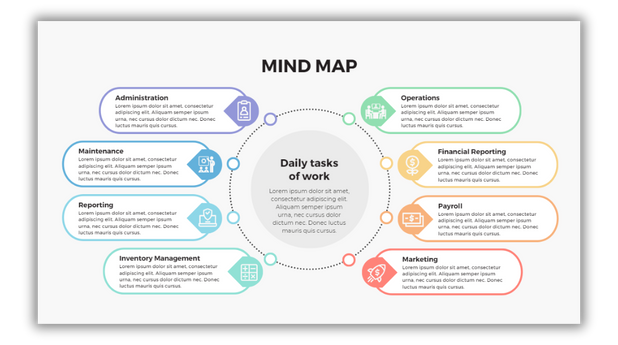 MIND MAP
Administration
Lorem ipsum dolor sit amet, consectetur
adipiscing elit. Aliquam semper ipsum
urna, nec cursus dolor dictum nec. Donec
luctus mauris quis cursus.
Maintenance
Lorem ipsum dolor sit amet, consectetur
adipiscing elit. Aliquam semper ipsum
urna, nec cursus dolor dictum nec. Donec
luctus mauris quis cursus.
Reporting
Lorem ipsum dolor sit amet, consectetur
adipiscing elit. Aliquam semper ipsum
urna, nec cursus dolor dictum nec. Donec
luctus mauris quis cursus.
Inventory Management
Lorem ipsum dolor sit amet, consectetur
adipiscing elit. Aliquam semper ipsum
urna, nec cursus dolor dictum nec. Donec
luctus mauris quis cursus.
Daily tasks
of work
Lorem ipsum dolor sit amet,
consectetur adipiscing elit.
Aliquam semper ipsum
urna, nec cursus dolor
dictum nec. Donec luctus
mauris quis cursus.
Operations
Lorem ipsum dolor sit amet, consectetur
adipiscing elit. Aliquam semper ipsum
urna, nec cursus dolor dictum nec. Donec
luctus mauris quis cursus.
Financial Reporting
Lorem ipsum dolor sit amet, consectetur
adipiscing elit. Aliquam semper ipsum
urna, nec cursus dolor dictum nec. Donec
luctus mauris quis cursus.
Payroll
Lorem ipsum dolor sit amet, consectetur
adipiscing elit. Aliquam semper ipsum
urna, nec cursus dolor dictum nec. Donec
luctus mauris quis cursus.
Marketing
Lorem ipsum dolor sit amet, consectetur
adipiscing elit. Aliquam semper ipsum
urna, nec cursus dolor dictum nec. Donec
luctus mauris quis cursus.